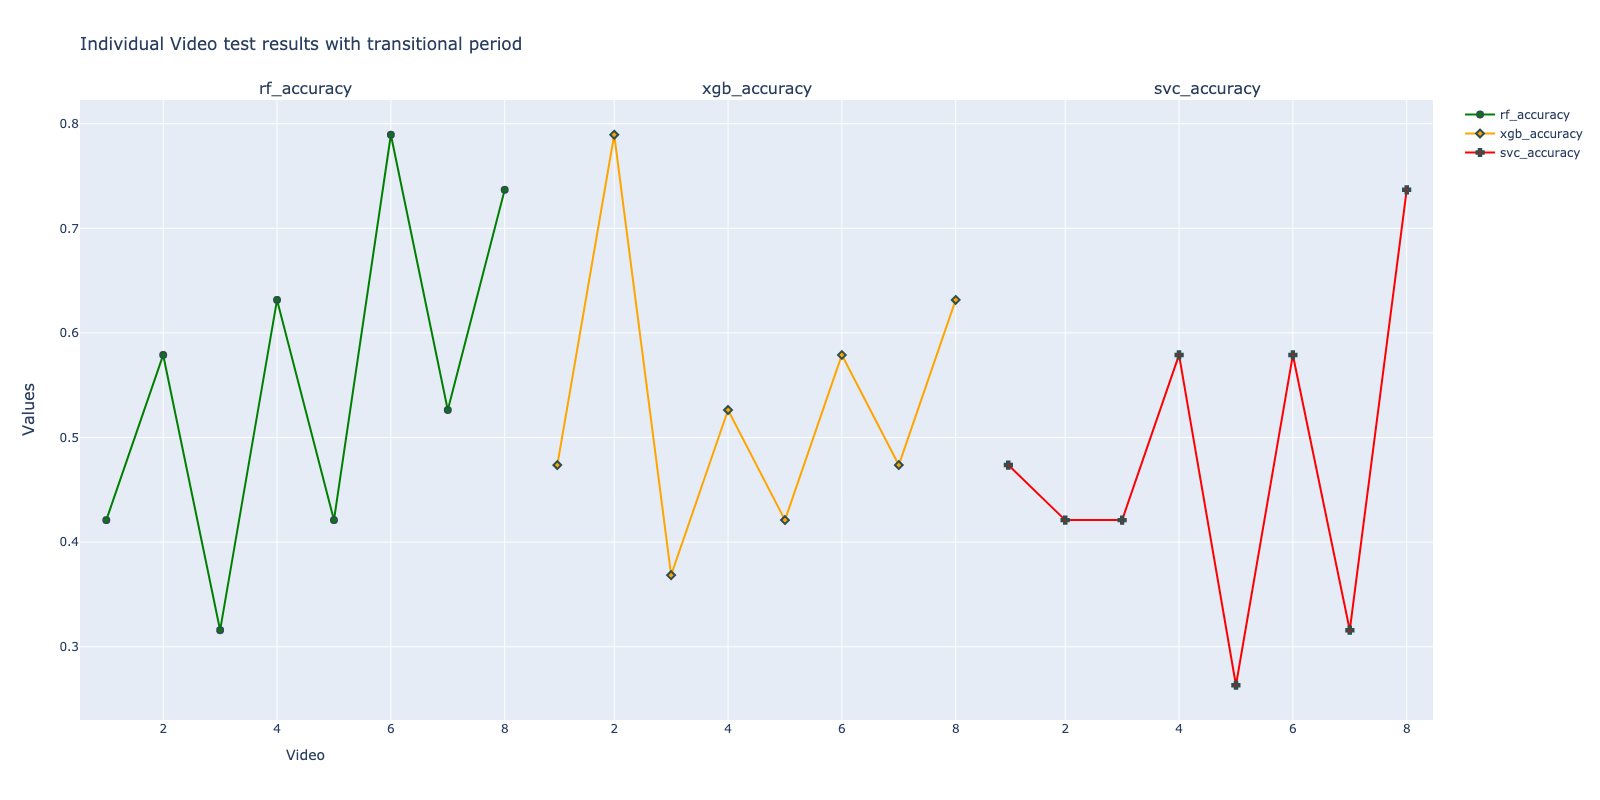 Individual Video test results with transitional period
rf_accuracy
xgb_accuracy
svc_accuracy
rf_accuracy
xgb_accuracy
svc_accuracy
0.8
0.7
0.6
0.5
0.4
0.3
Values
2 4 6 8 2 4 6 8 2 4 6 8
Video